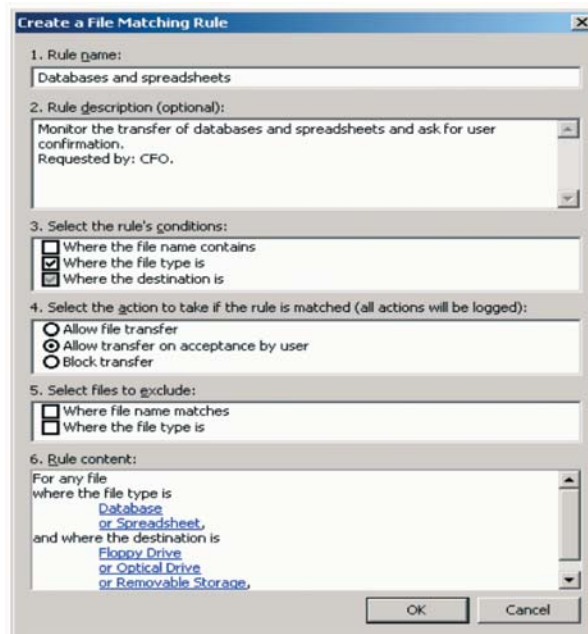 Create a File Matching Rule
1. Rule name:
Databases and spreadsheets
2. Rule description (optional):
Monitor the transfer of databases and spreadsheets and ask for user
confirmation.
Requested by: CFO.
3. Select the rule's conditions:
Where the file name contains
Where the file type is
Where the destination is
4. Select the action to take if the rule is matched (all actions will be logged):
Allow file transfer
Allow transfer on acceptance by user
Block transfer
5. Select files to exclude:
Where file name matches
Where the file type is
6. Rule content:
For any file
where the file type is
Database
or Spreadsheet,
and where the destination is
Floppy Drive
or Optical Drive
or Removable Storage,
OK
Cancel